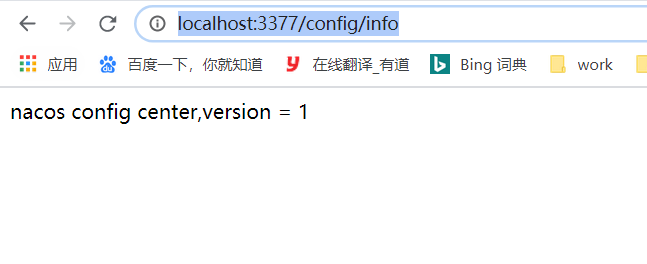 localhost:3377/config/info
应用 百度一下，你就知道 在线翻译_有道 Bing 词典 work
nacos config center,version = 1